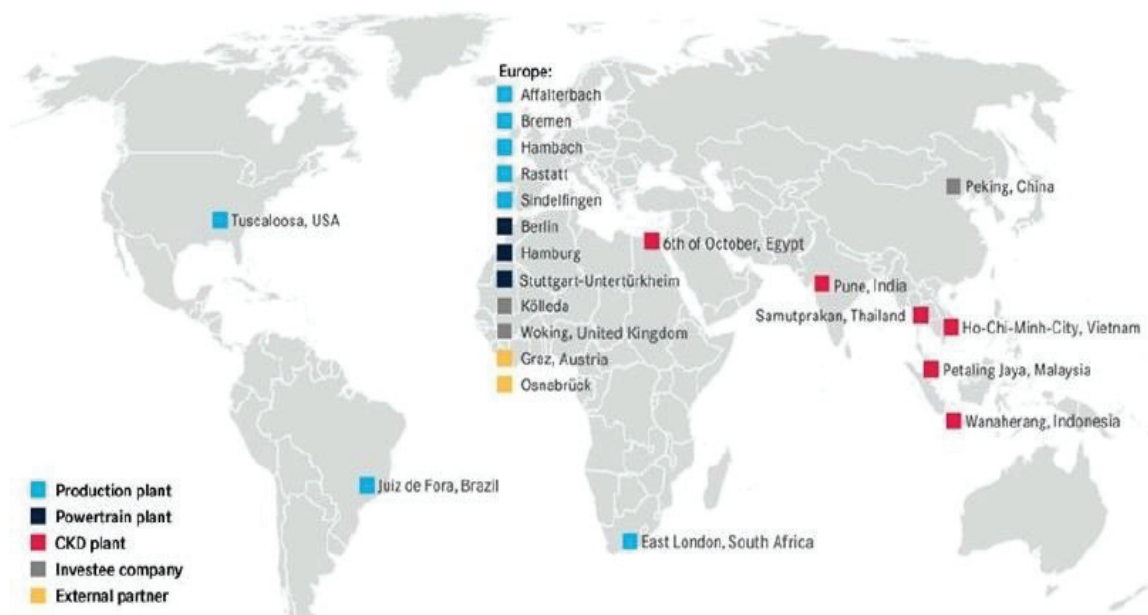 Europe:
Affalterbach
Bremen
Hambach
Rastatt
Sindelfingen
Berlin
Hamburg
Stuttgart-Untertürkheim
Kölleda
Woking, United Kingdom
Graz, Austria
Osnabrück
Tuscaloosa, USA
Peking, China
6th of October, Egypt
Pune, India
Samutprakan, Thailand
Ho-Chi-Minh-City, Vietnam
Petaling Jaya, Malaysia
Wanaherang, Indonesia
Juiz de Fora, Brazil
East London, South Africa
Production plant
Powertrain plant
CKD plant
Investee company
External partner